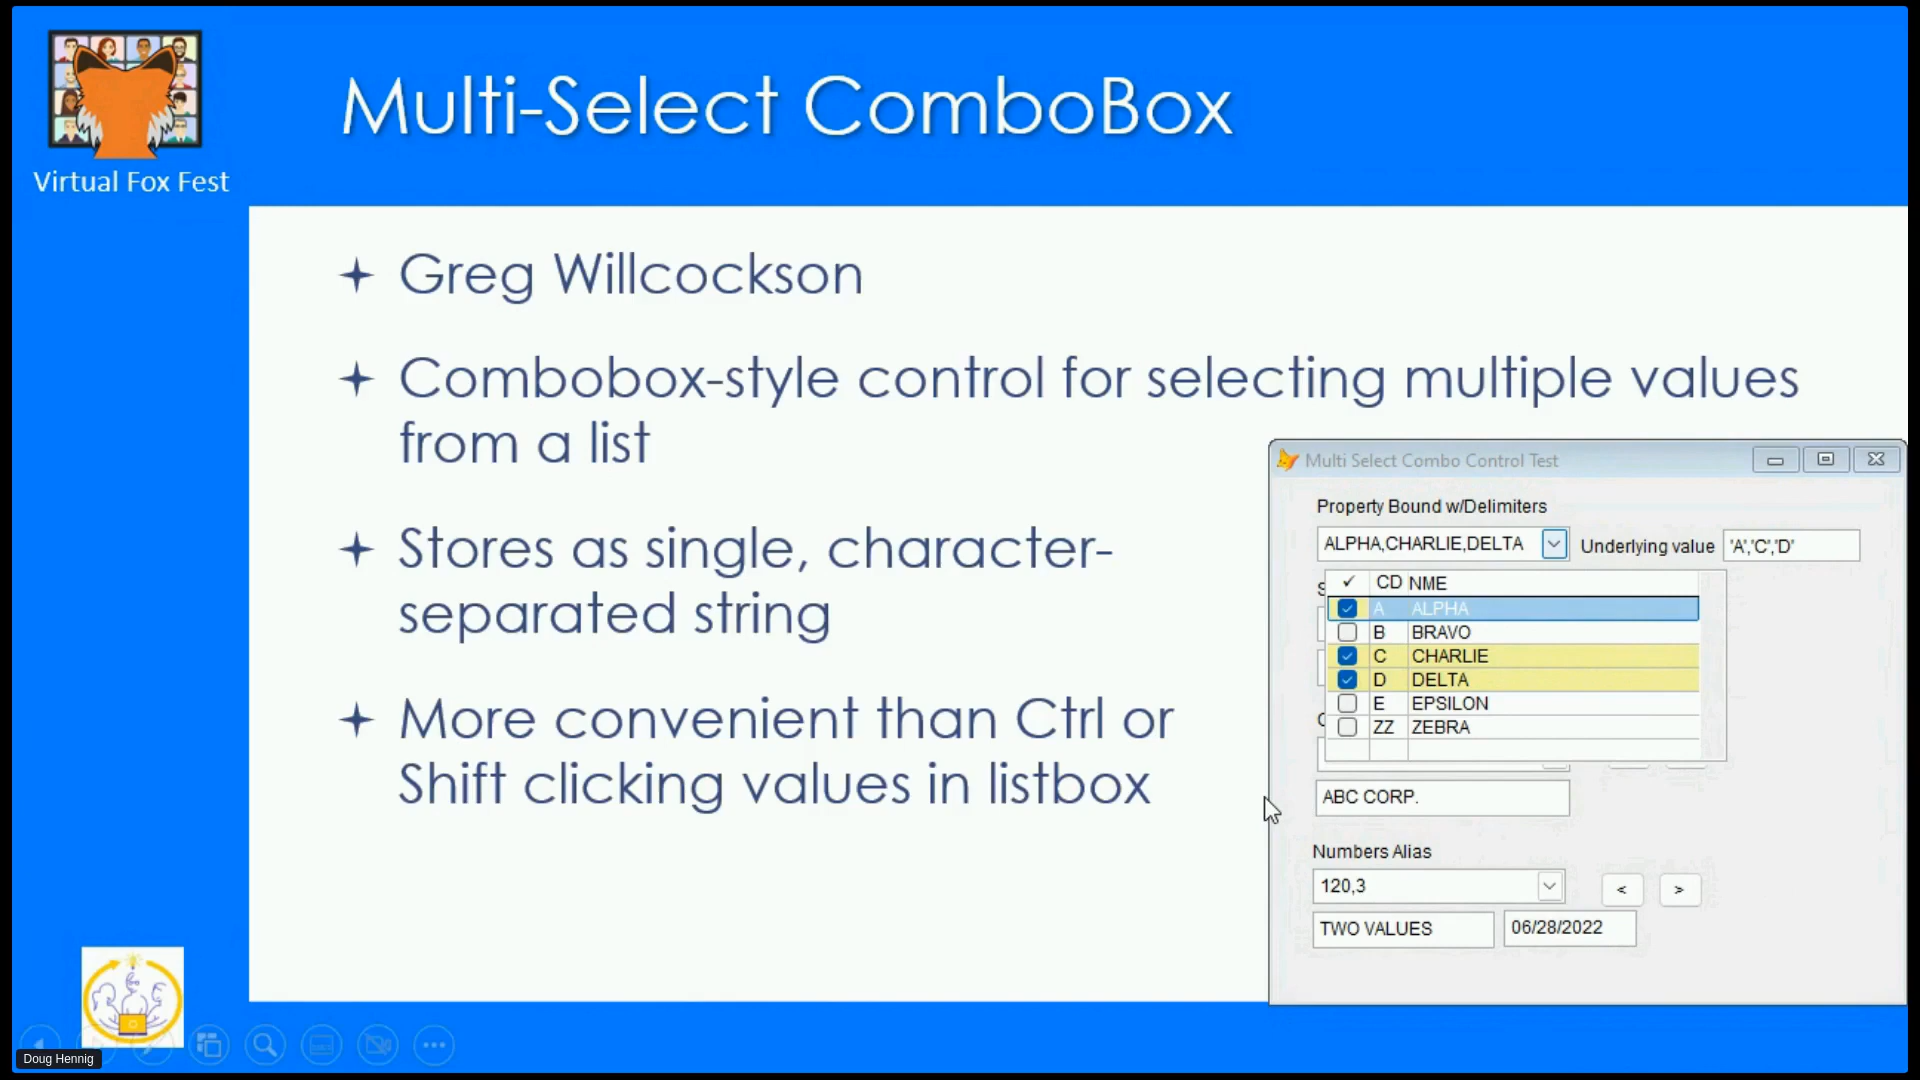 Multi-Select ComboBox
Virtual Fox Fest
Greg Willcockson
Combobox-style control for selecting multiple values
from a list
Stores as single, character-
separated string
More convenient than Ctrl or
Shift clicking values in listbox
Multi Select Combo Control Test
Property Bound w/Delimiters
ALPHA,CHARLIE,DELTA Underlying value 'A','C','D'
✓ CD NME
A ALPHA
B BRAVO
C CHARLIE
D DELTA
E EPSILON
ZZ ZEBRA
ABC CORP.
Numbers Alias
120,3 < >
TWO VALUES 06/28/2022
Doug Hennig